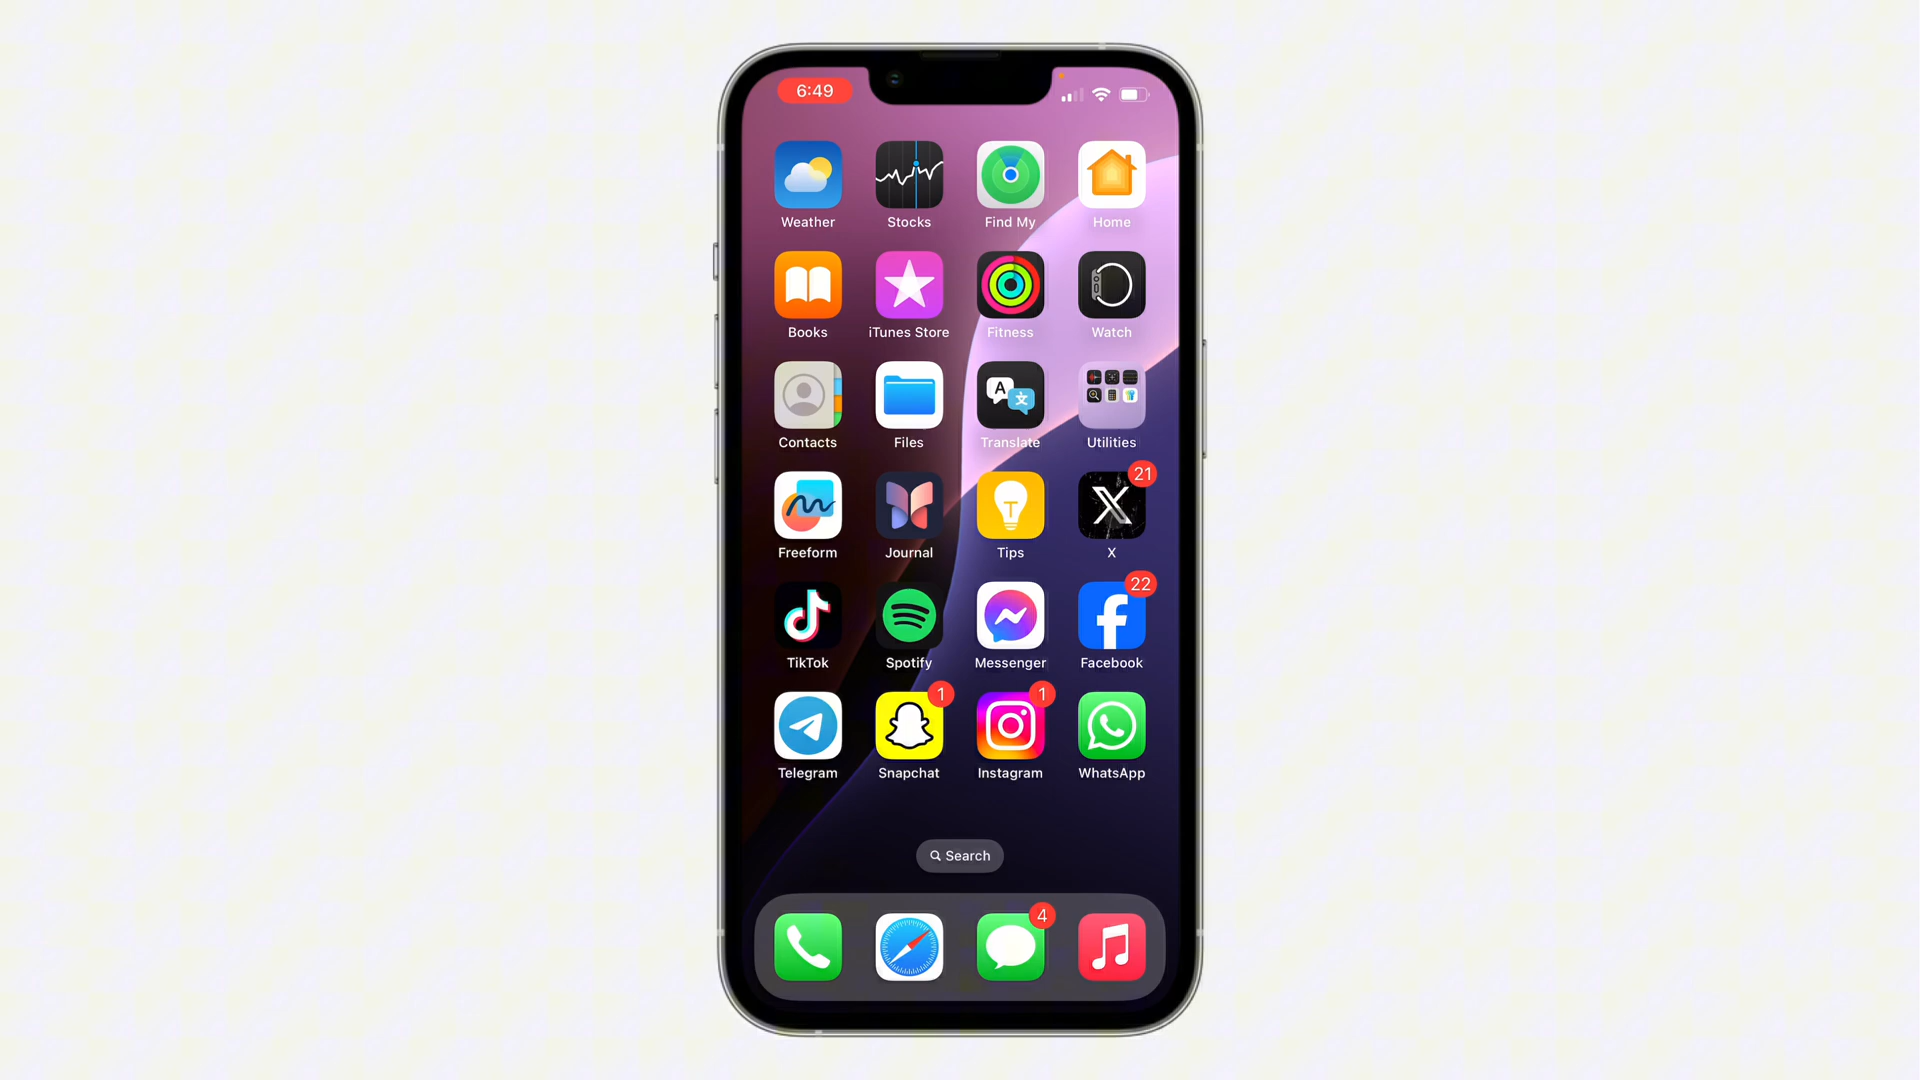 6:49
Weather Stocks Find My Home
Books iTunes Store Fitness Watch
Contacts Files Translate Utilities
21
Freeform Journal Tips X
22
TikTok Spotify Messenger Facebook
1 1
Telegram Snapchat Instagram WhatsApp
Search
4